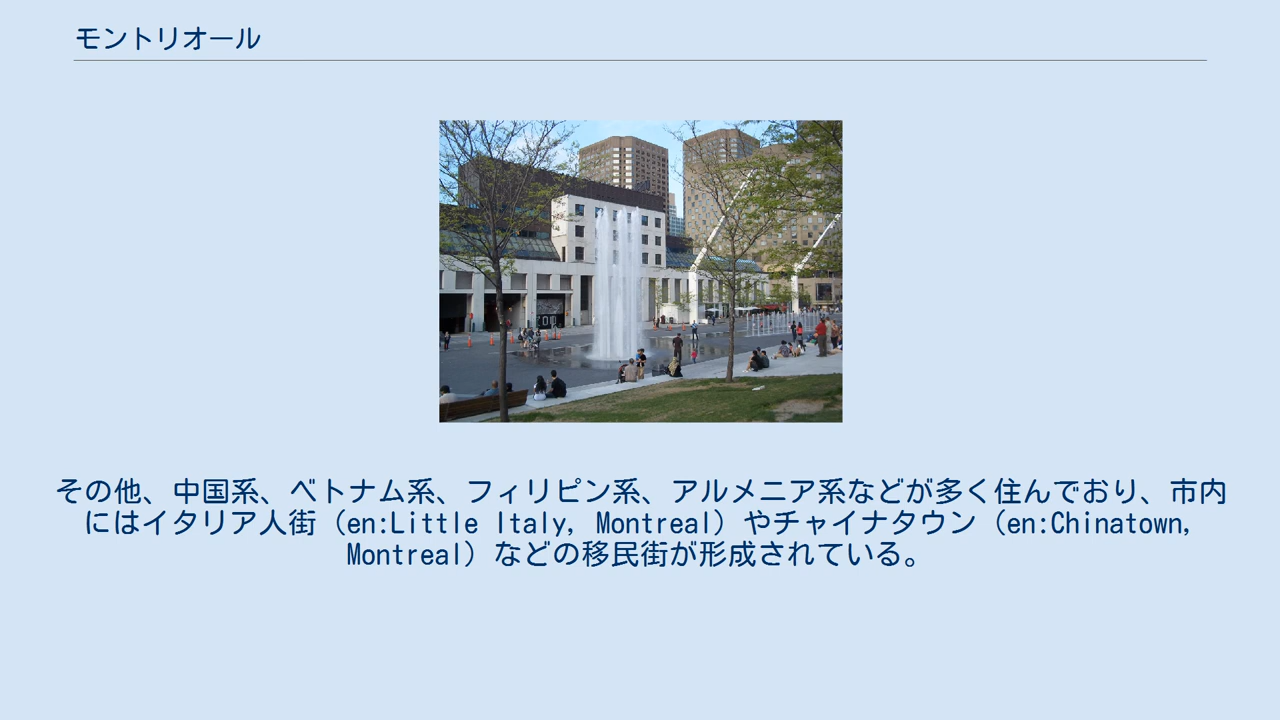 モントリオール
その他、中国系、ベトナム系、フィリピン系、アルメニア系などが多く住んでおり、市内
にはイタリア人街（en:Little Italy, Montreal）やチャイナタウン（en:Chinatown,
Montreal）などの移民街が形成されている。